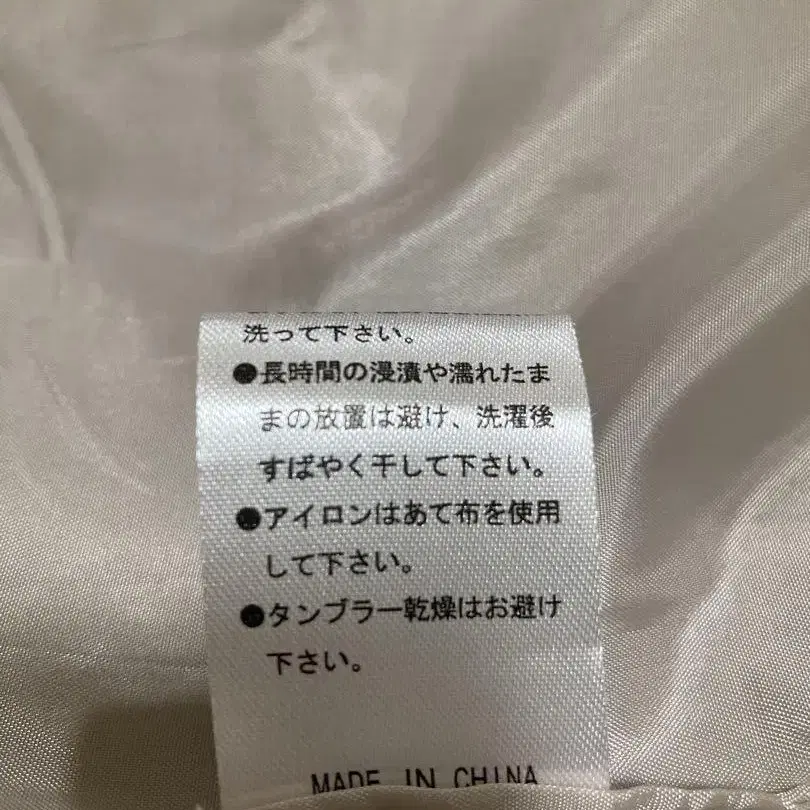 洗って下さい。
●長時間の浸漬や濡れたま
まの放置は避け、洗濯後
すばやく干して下さい。
●アイロンはあて布を使用
して下さい。
●タンブラー乾燥はお避け
下さい。
MADE IN CHINA